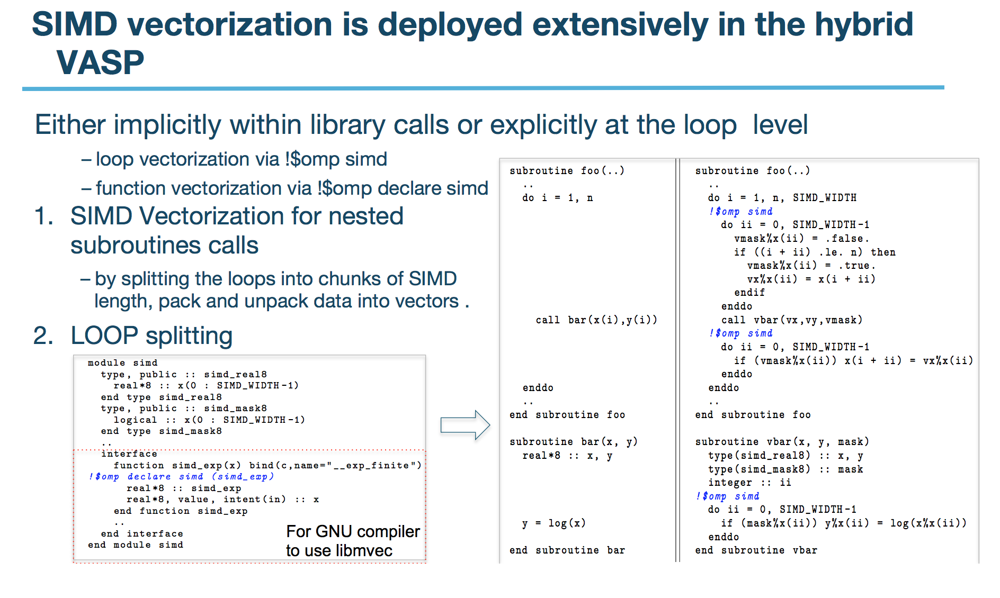 SIMD vectorization is deployed extensively in the hybrid
VASP
Either implicitly within library calls or explicitly at the loop level
– loop vectorization via !$omp simd
– function vectorization via !$omp declare simd
1. SIMD Vectorization for nested
subroutines calls
– by splitting the loops into chunks of SIMD
length, pack and unpack data into vectors .
2. LOOP splitting
module simd
type, public :: simd_real8
real*8 :: x(0 : SIMD_WIDTH-1)
end type simd_real8
type, public :: simd_mask8
logical :: x(0 : SIMD_WIDTH-1)
end type simd_mask8
..
interface
function simd_exp(x) bind(c,name="__exp_finite")
!$omp declare simd (simd_exp)
real*8 :: simd_exp
real*8, value, intent(in) :: x
end function simd_exp
..
end interface
end module simd
For GNU compiler
to use libmvec
subroutine foo(..)
..
do i = 1, n
call bar(x(i),y(i))
enddo
..
end subroutine foo
subroutine bar(x, y)
real*8 :: x, y
y = log(x)
end subroutine bar
subroutine foo(..)
..
do i = 1, n, SIMD_WIDTH
!$omp simd
do ii = 0, SIMD_WIDTH-1
vmask%x(ii) = .false.
if ((i + ii) .le. n) then
vmask%x(ii) = .true.
vx%x(ii) = x(i + ii)
endif
enddo
call vbar(vx,vy,vmask)
!$omp simd
do ii = 0, SIMD_WIDTH-1
if (vmask%x(ii)) x(i + ii) = vx%x(ii)
enddo
enddo
..
end subroutine foo
subroutine vbar(x, y, mask)
type(simd_real8) :: x, y
type(simd_mask8) :: mask
integer :: ii
!$omp simd
do ii = 0, SIMD_WIDTH-1
if (mask%x(ii)) y%x(ii) = log(x%x(ii))
enddo
end subroutine vbar